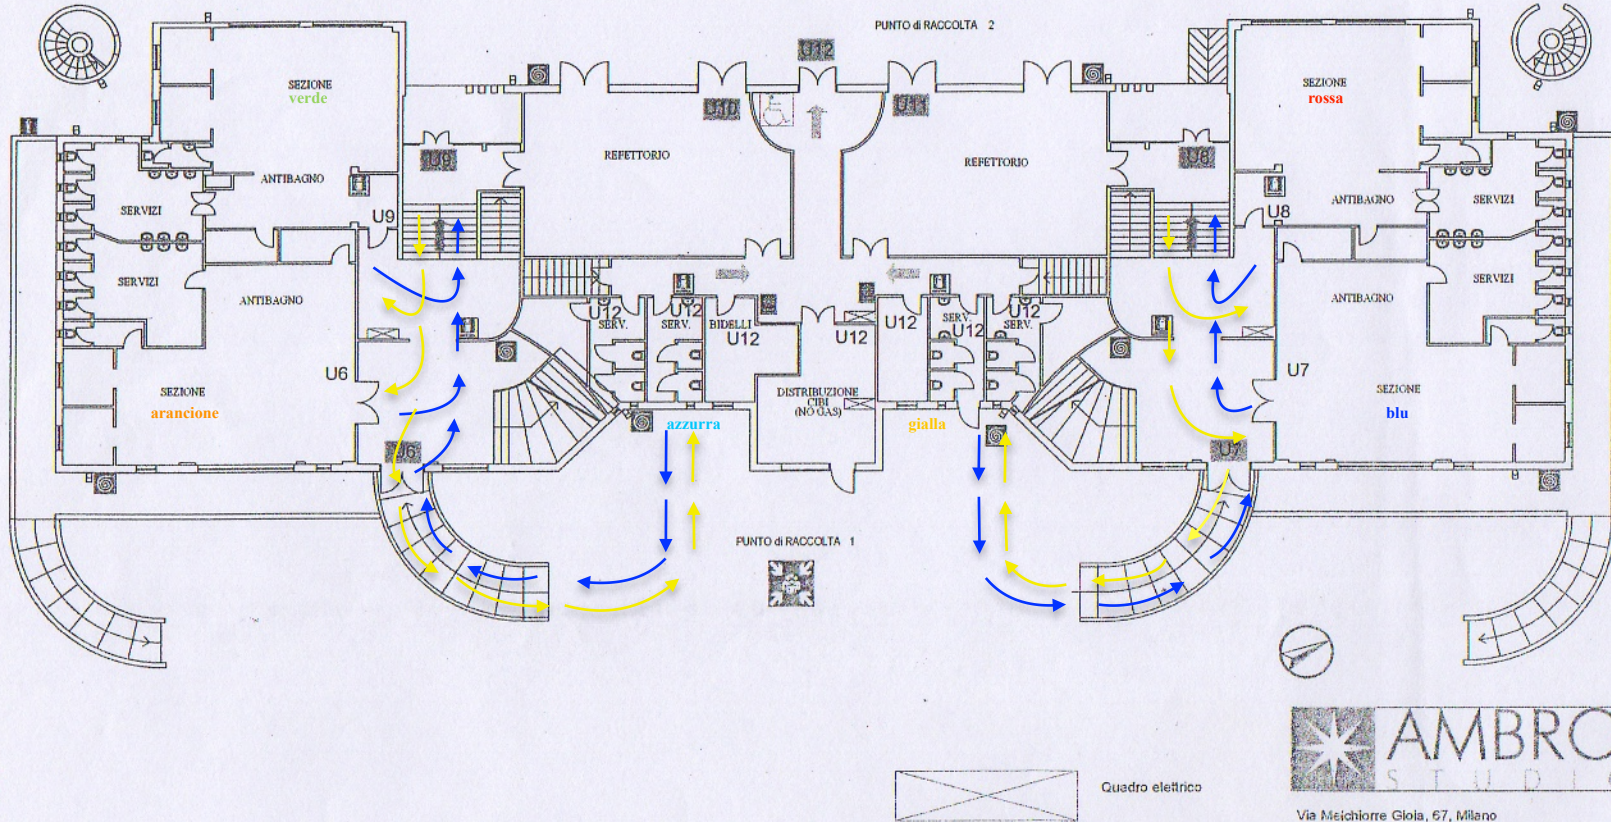 PUNTO di RACCOLTA 2
U12
SEZIONE
verde
SEZIONE
rossa
U10
U11
U9
REFETTORIO
REFETTORIO
U8
ANTIBAGNO
SERVIZI
U9
U8
ANTIBAGNO
SERVIZI
SERVIZI
ANTIBAGNO
ANTIBAGNO
SERVIZI
U12
U12
U12
SERV.
SERV.
BIDELLI
U12
U12
U12
SERV.
U12
SERV.
U6
U7
SEZIONE
arancione
DISTRIBUZIONE
CIBI
(NO GAS)
SEZIONE
blu
azzurra
gialla
U6
U7
PUNTO di RACCOLTA 1
AMBRO
STUDI
Quadro elettrico
Via Melchiorre Gioia, 67, Milano